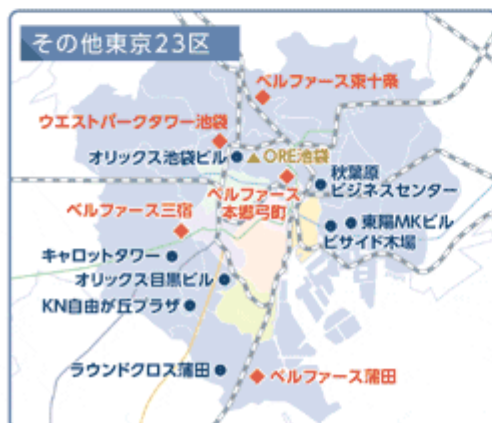 その他東京23区
ベルファース東十条
ウエストパークタワー池袋
オリックス池袋ビル
ORE池袋
秋葉原
ビジネスセンター
ベルファース
本郷弓町
ベルファース三宿
東陽MKビル
ビサイド木場
キャロットタワー
オリックス目黒ビル
KN自由が丘プラザ
ラウンドクロス蒲田
ベルファース蒲田